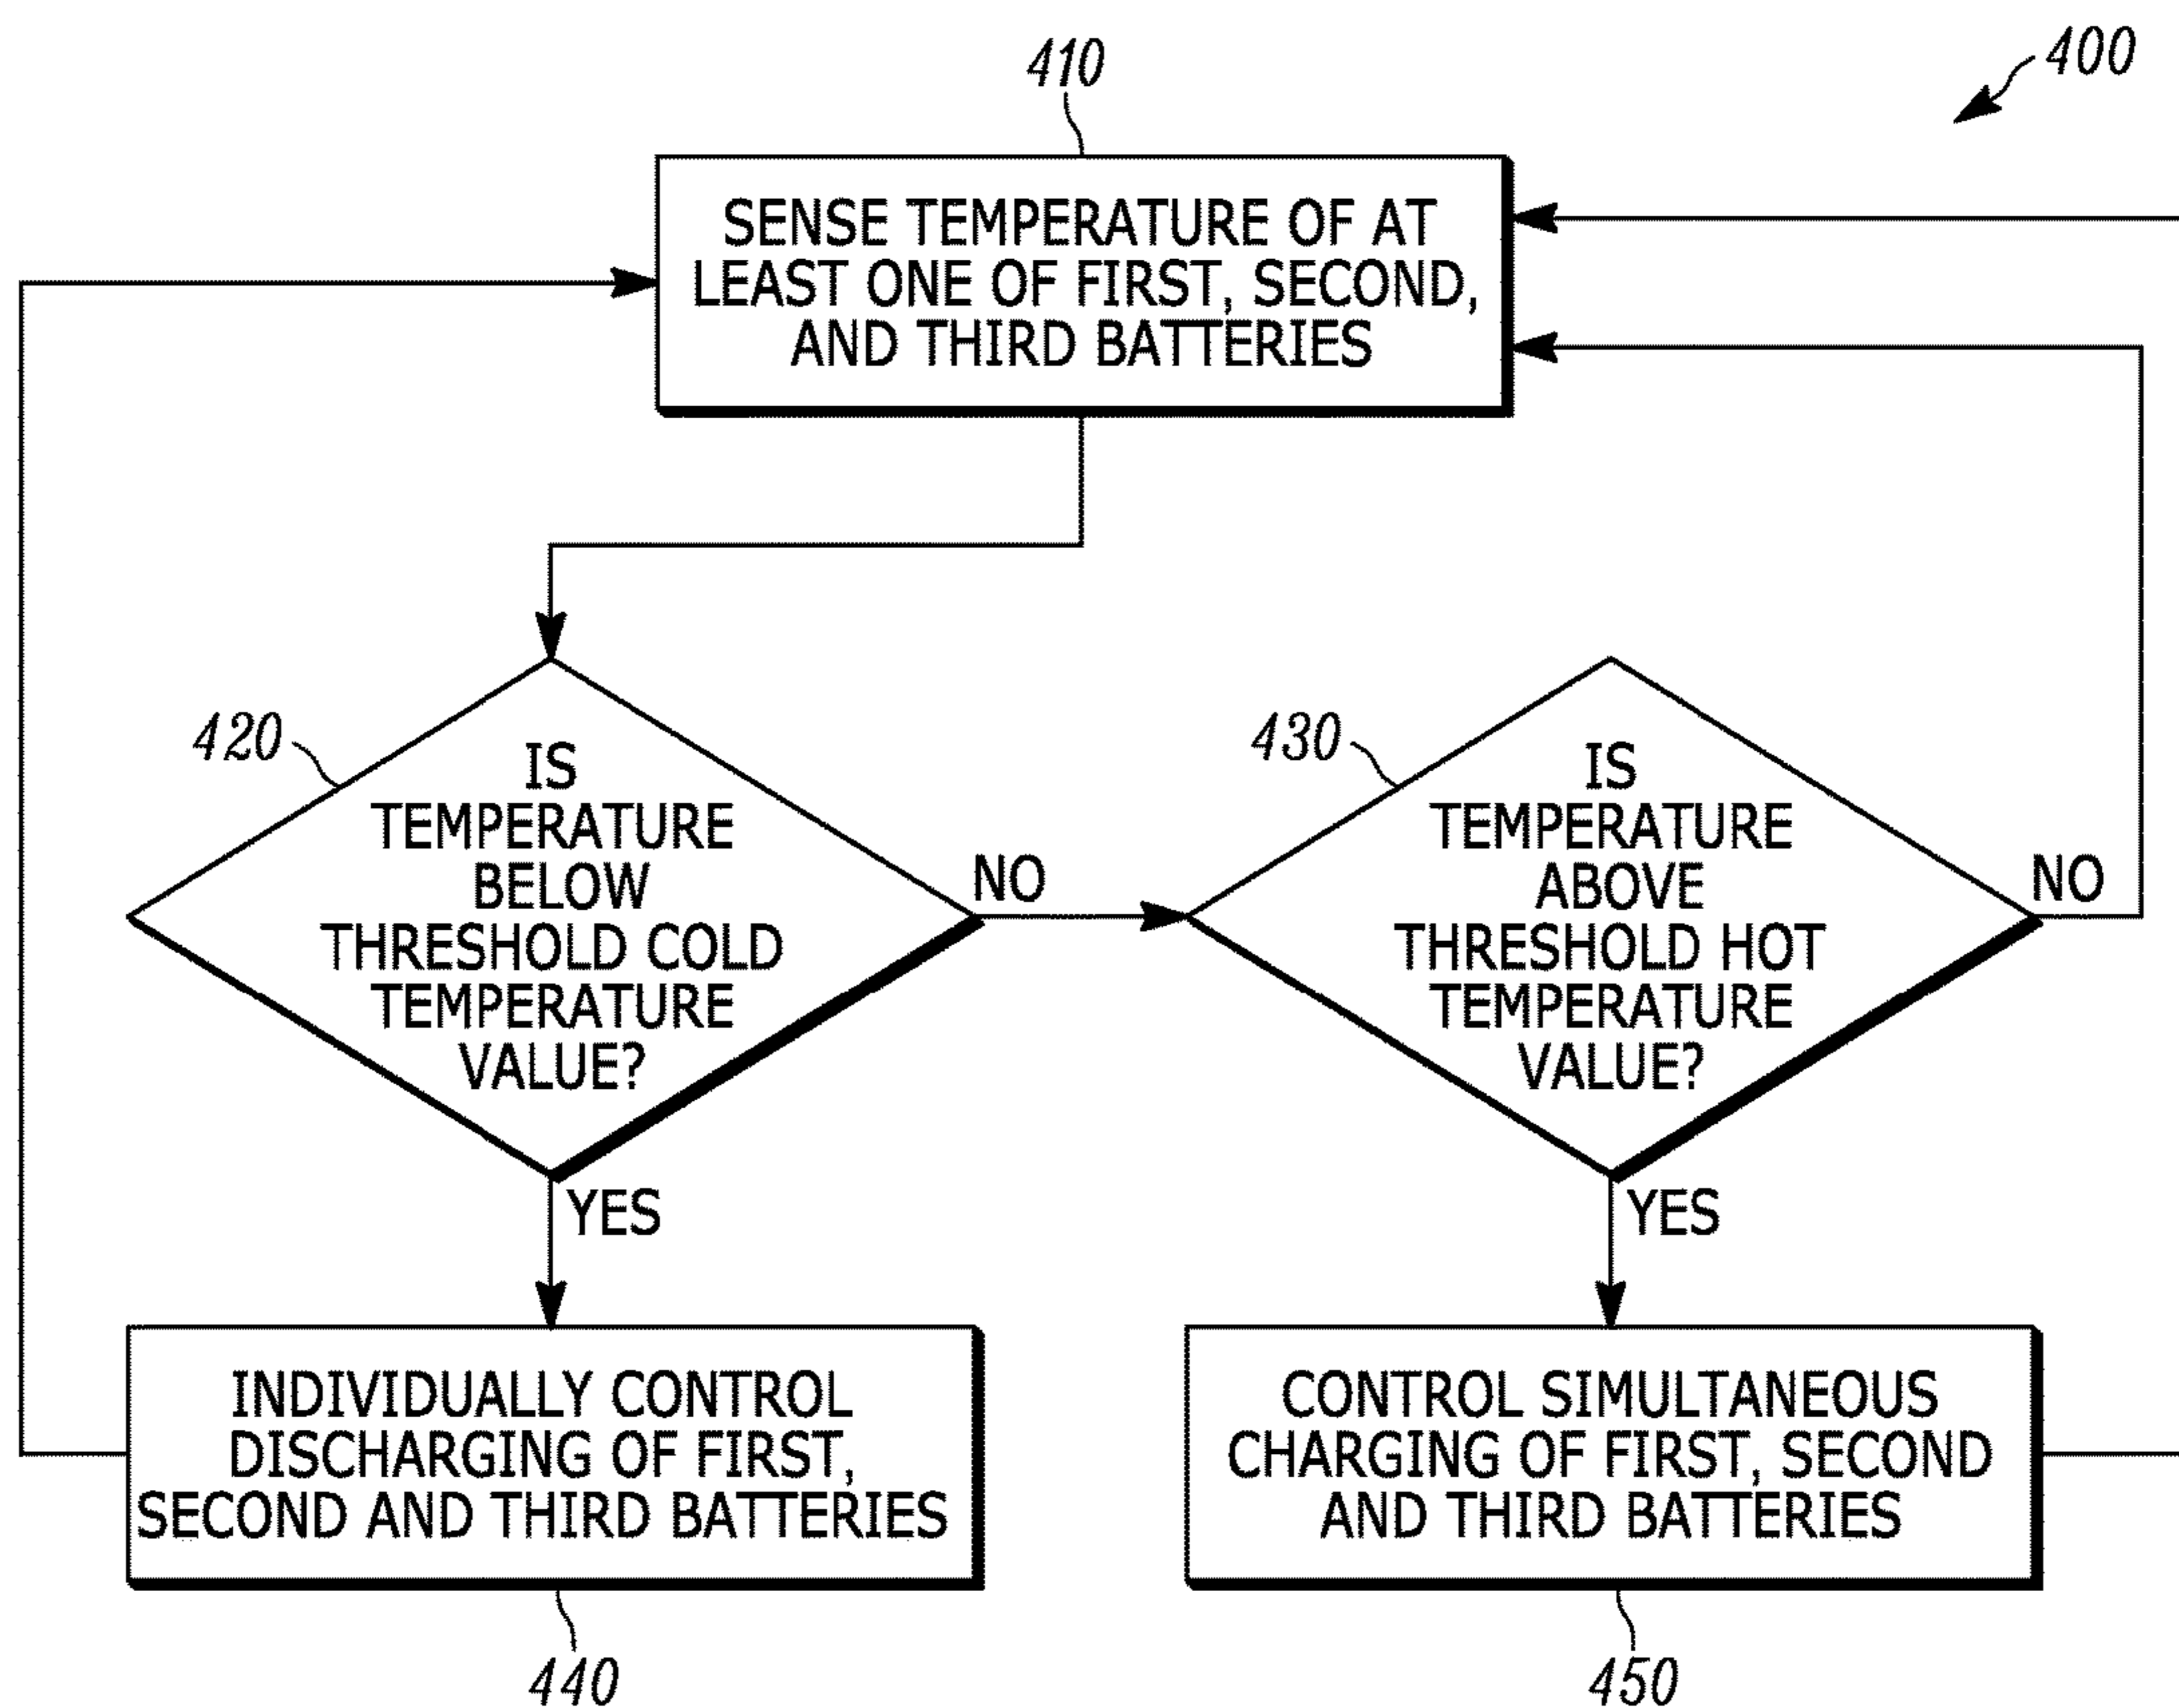 410
400
SENSE TEMPERATURE OF AT
LEAST ONE OF FIRST, SECOND,
AND THIRD BATTERIES
420
IS
TEMPERATURE
BELOW
THRESHOLD COLD
TEMPERATURE
VALUE?
NO
430
IS
TEMPERATURE
ABOVE
THRESHOLD HOT
TEMPERATURE
VALUE?
NO
YES
YES
INDIVIDUALLY CONTROL
DISCHARGING OF FIRST,
SECOND AND THIRD BATTERIES
CONTROL SIMULTANEOUS
CHARGING OF FIRST, SECOND
AND THIRD BATTERIES
440
450